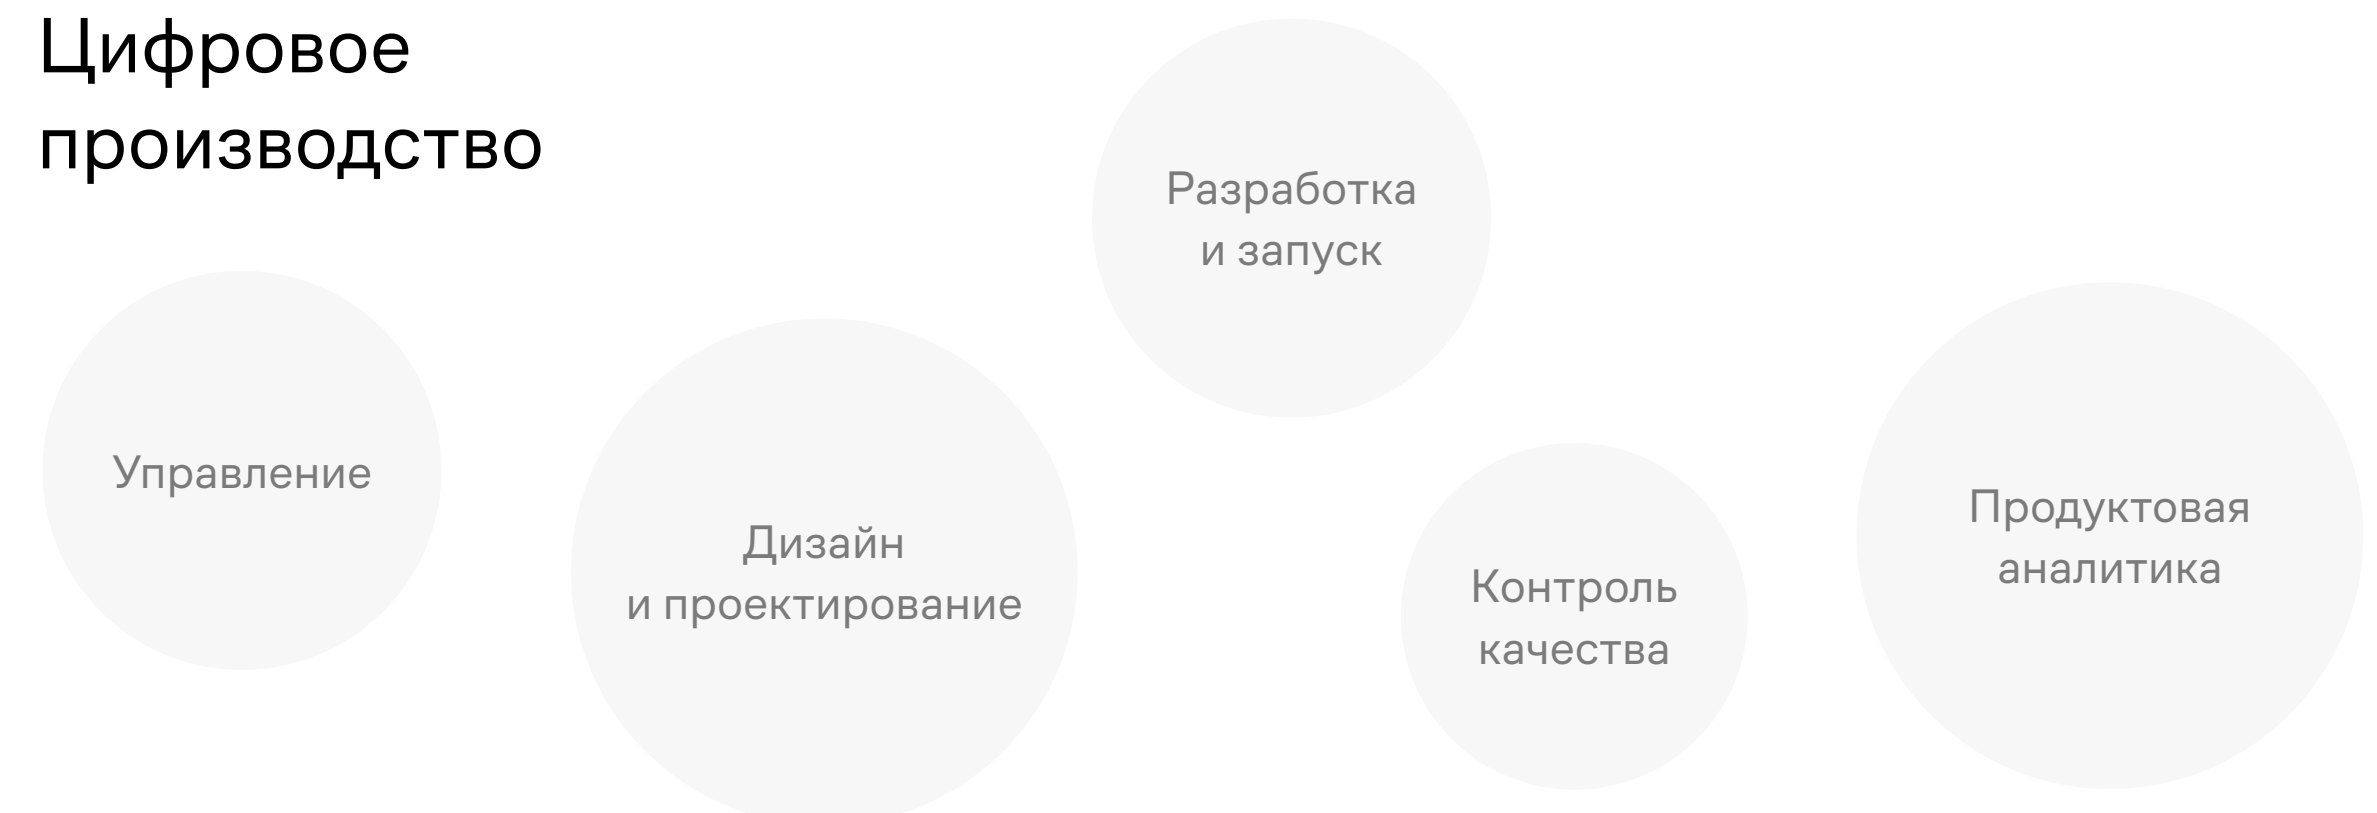 Цифровое
производство
Управление
Дизайн
и проектирование
Разработка
и запуск
Контроль
качества
Продуктовая
аналитика